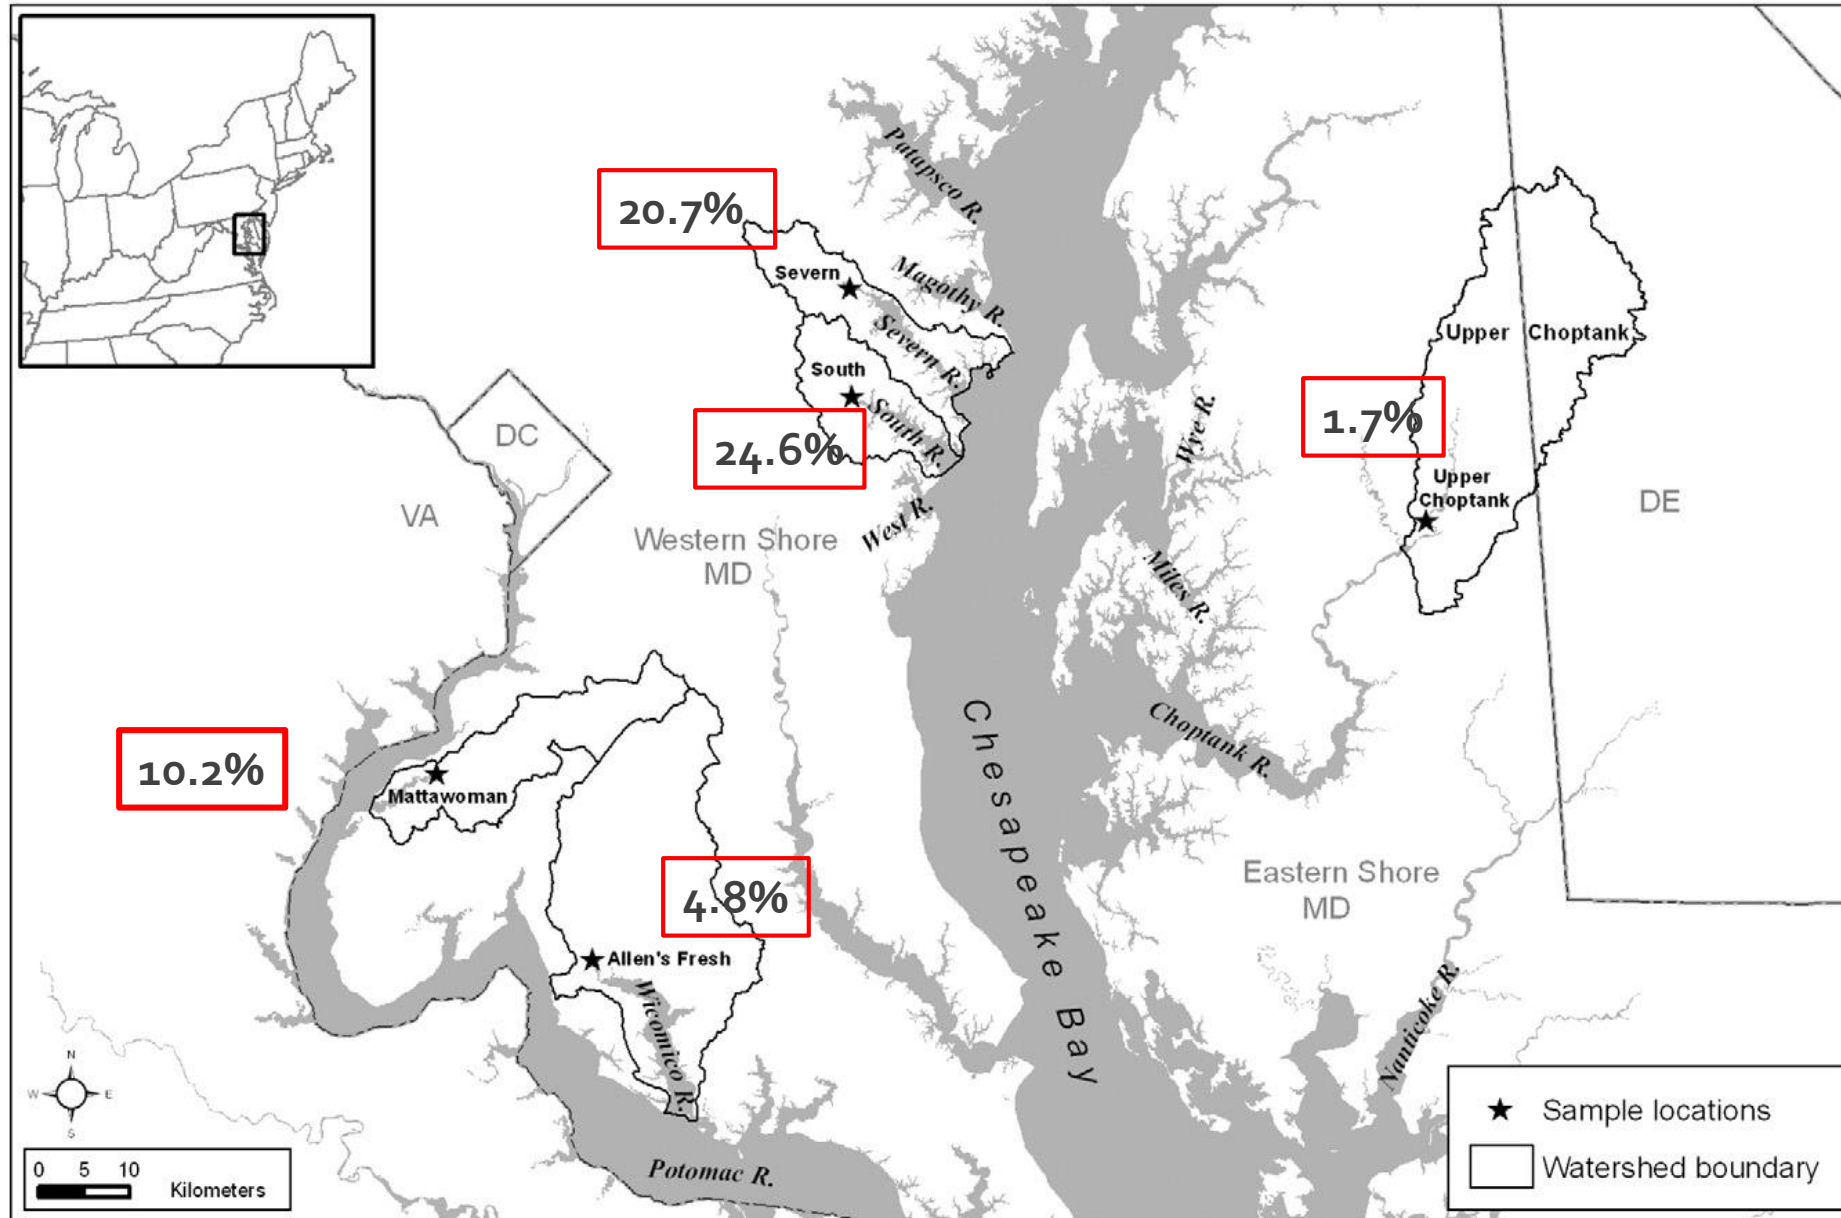 20.7%
Patapsco R.
Severn
Magothy R.
Severn R.
South
South R.
24.6%
Upper Choptank
1.7%
Wye R.
DC
Upper
Choptank
DE
VA
Western Shore
MD
West R.
Miles R.
10.2%
Mattawoman
Chesapeake Bay
Choptank R.
4.8%
Eastern Shore
MD
Allen's Fresh
Wicomico R.
Nanticoke R.
N
W
E
S
Sample locations
Watershed boundary
0 5 10
Kilometers
Potomac R.